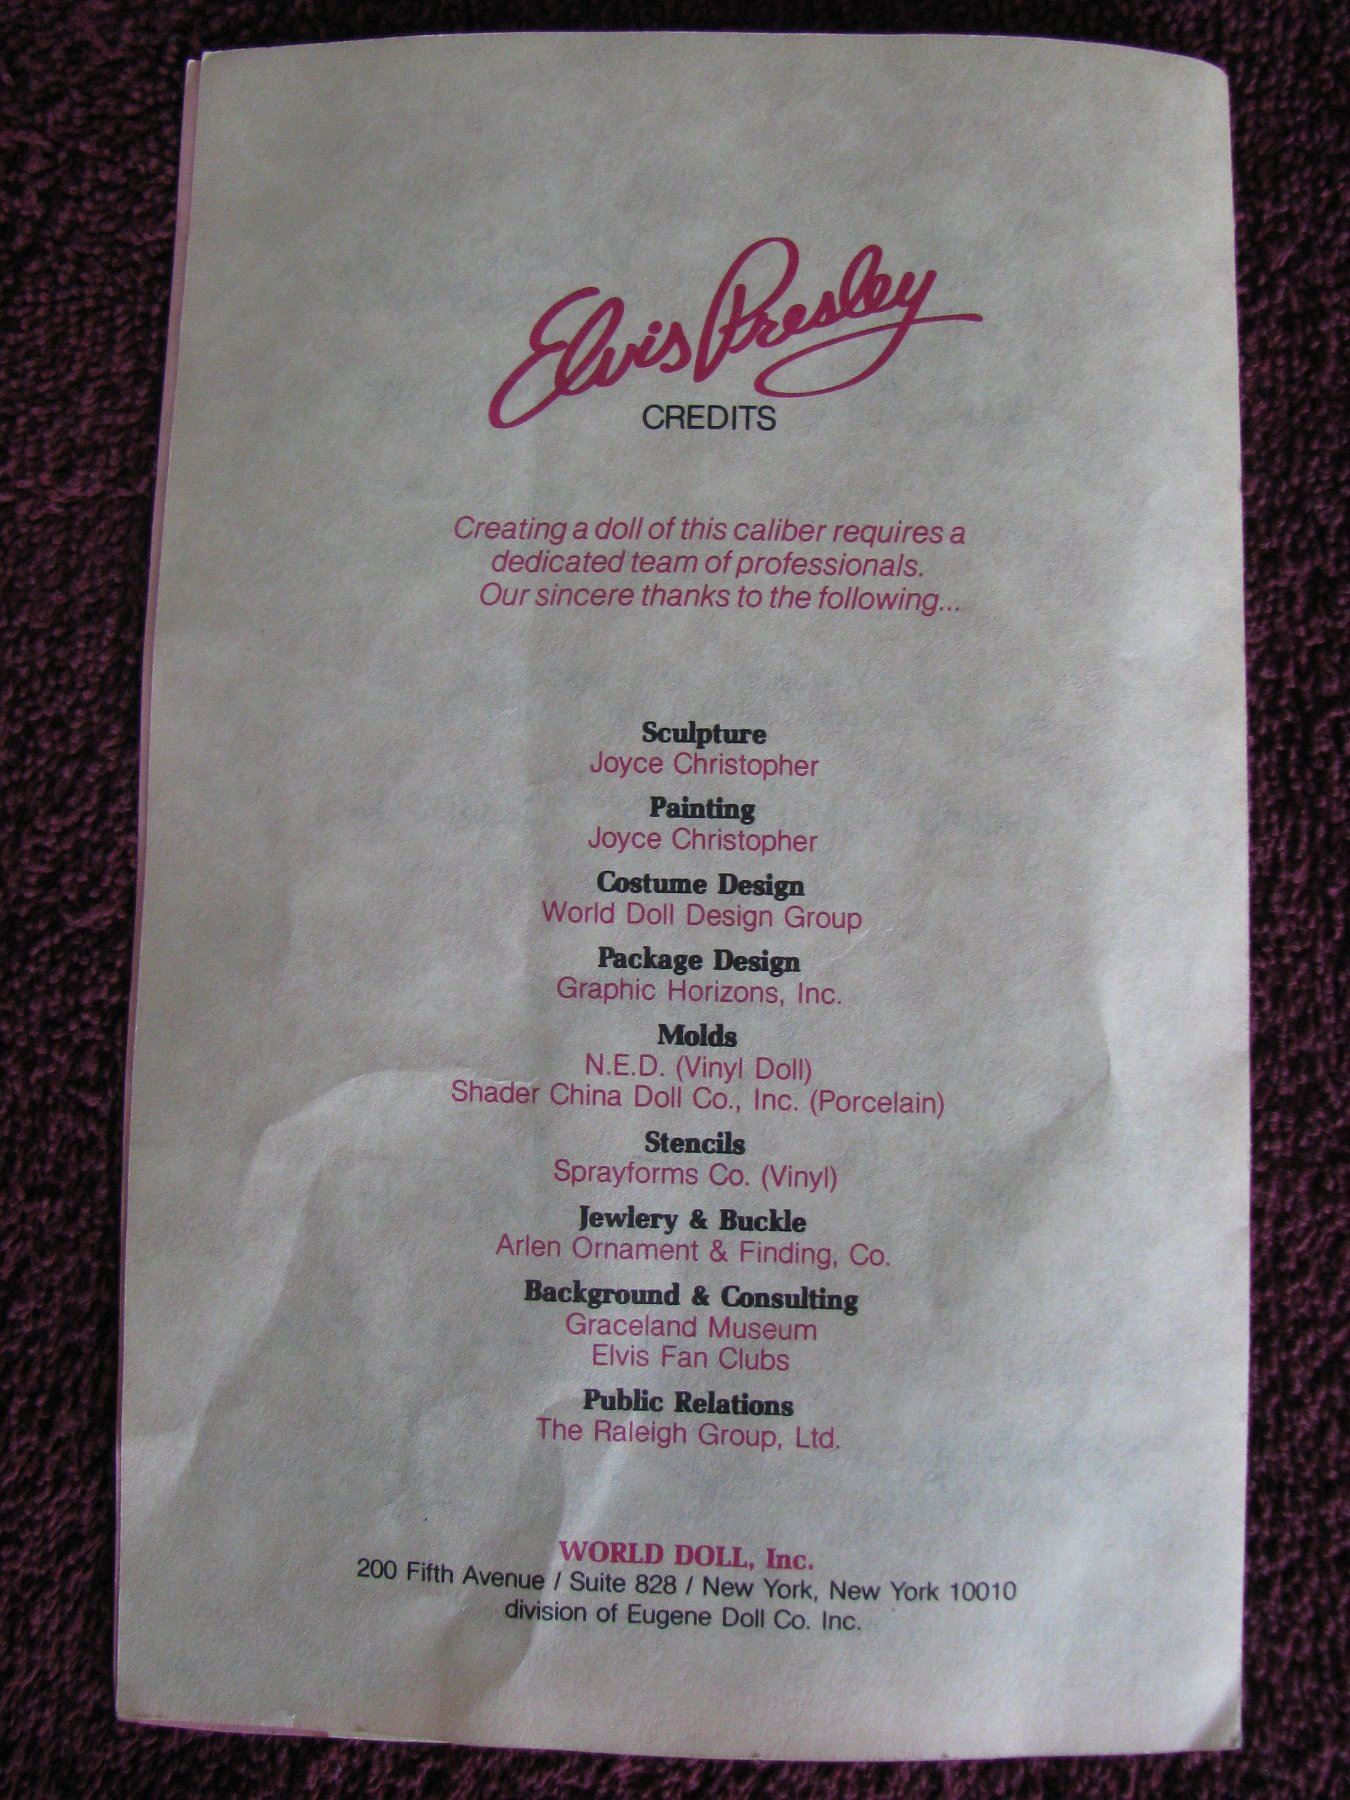 Elvis Presley
CREDITS
Creating a doll of this caliber requires a
dedicated team of professionals.
Our sincere thanks to the following...
Sculpture
Joyce Christopher
Painting
Joyce Christopher
Costume Design
World Doll Design Group
Package Design
Graphic Horizons, Inc.
Molds
N.E.D. (Vinyl Doll)
Shader China Doll Co., Inc. (Porcelain)
Stencils
Sprayforms Co. (Vinyl)
Jewlery & Buckle
Arlen Ornament & Finding, Co.
Background & Consulting
Graceland Museum
Elvis Fan Clubs
Public Relations
The Raleigh Group, Ltd.
WORLD DOLL, Inc.
200 Fifth Avenue / Suite 828 / New York, New York 10010
division of Eugene Doll Co. Inc.